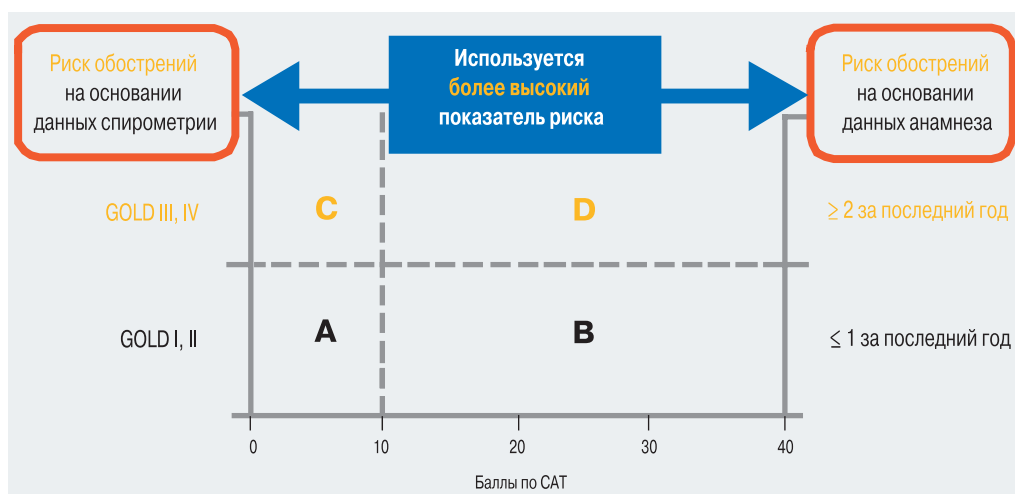 Риск обострений
на основании
данных спирометрии
Используется
более высокий
показатель риска
Риск обострений
на основании
данных анамнеза
GOLD III, IV
C
D
≥ 2 за последний год
GOLD I, II
A
B
≤ 1 за последний год
0
10
20
30
40
Баллы по САТ